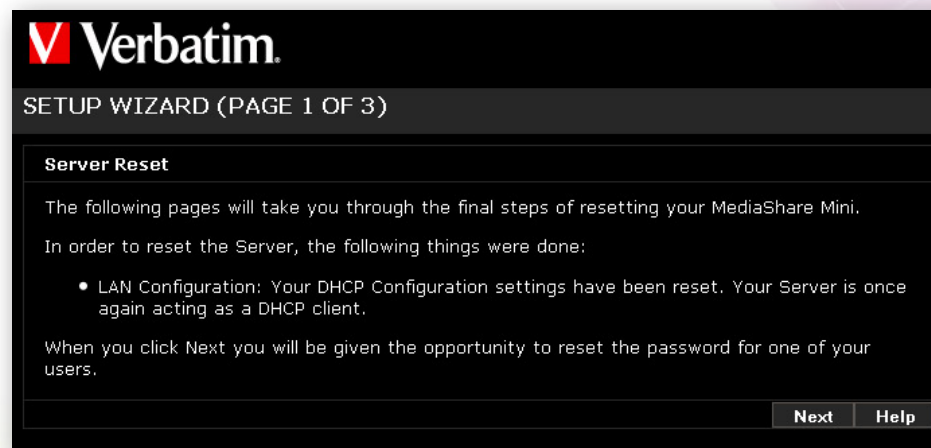 Verbatim.
SETUP WIZARD (PAGE 1 OF 3)
Server Reset
The following pages will take you through the final steps of resetting your MediaShare Mini.
In order to reset the Server, the following things were done:
• LAN Configuration: Your DHCP Configuration settings have been reset. Your Server is once
again acting as a DHCP client.
When you click Next you will be given the opportunity to reset the password for one of your
users.
Next Help